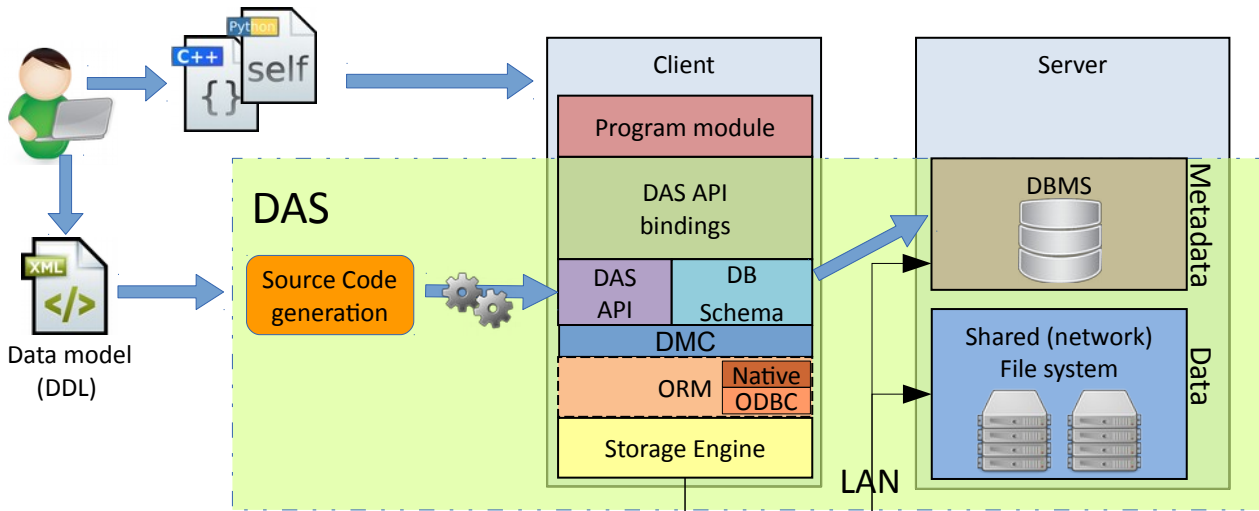 Python
C++
self
{}
XML
</>
Data model
(DDL)
DAS
Source Code
generation
Client
Program module
DAS API
bindings
DAS
API
DB
Schema
DMC
ORM
Native
ODBC
Storage Engine
LAN
Server
DBMS
Metadata
Shared (network)
File system
Data